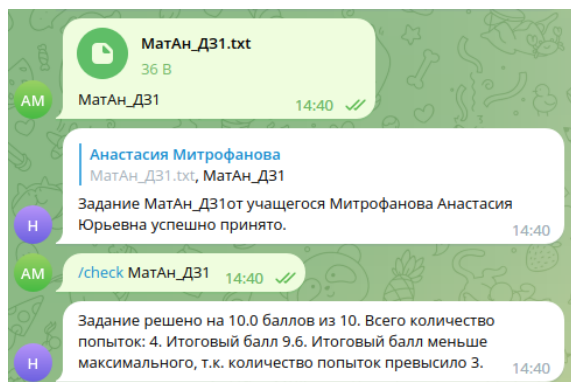 МатАн_ДЗ1.txt
36 B
МатАн_ДЗ1
14:40
АМ
Анастасия Митрофанова
МатАн_ДЗ1.txt, МатАн_ДЗ1
Задание МатАн_ДЗ1от учащегося Митрофанова Анастасия
Юрьевна успешно принято.
14:40
Н
АМ
/check МатАн_ДЗ1 14:40
Задание решено на 10.0 баллов из 10. Всего количество
попыток: 4. Итоговый балл 9.6. Итоговый балл меньше
максимального, т.к. количество попыток превысило 3.
14:40
Н